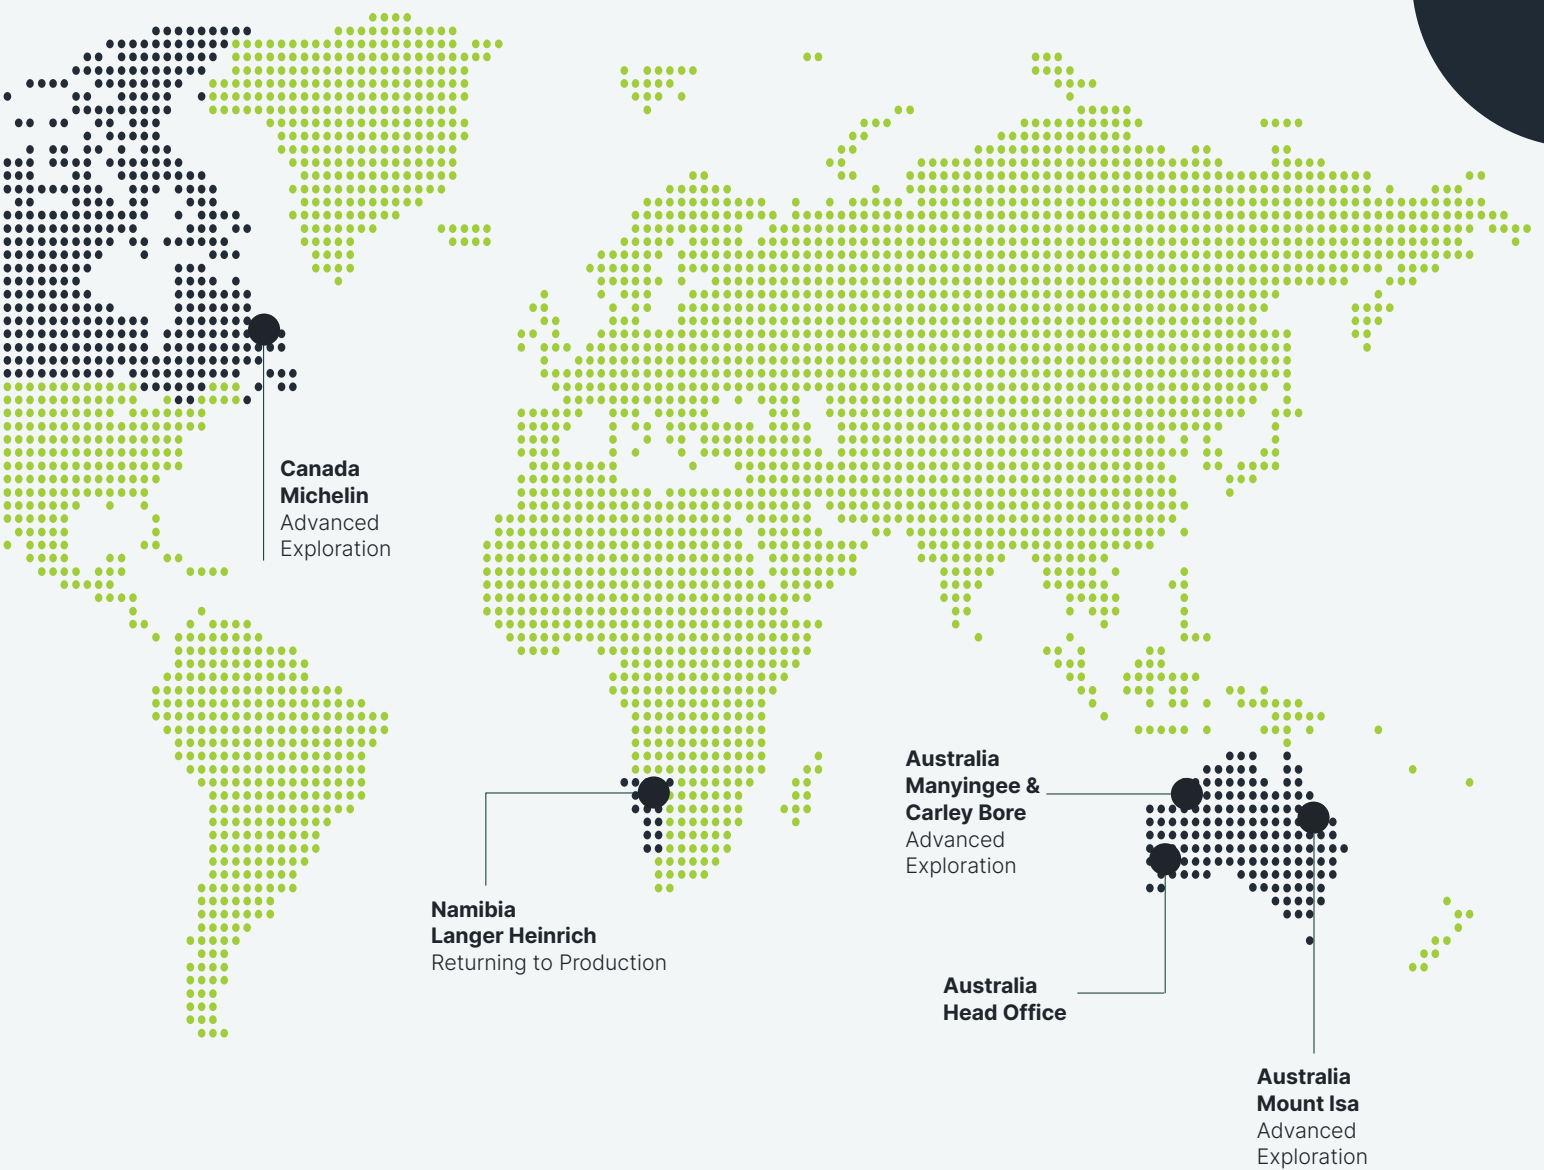 Canada
Michelin
Advanced
Exploration
Australia
Manyingee &
Carley Bore
Advanced
Exploration
Namibia
Langer Heinrich
Returning to Production
Australia
Head Office
Australia
Mount Isa
Advanced
Exploration